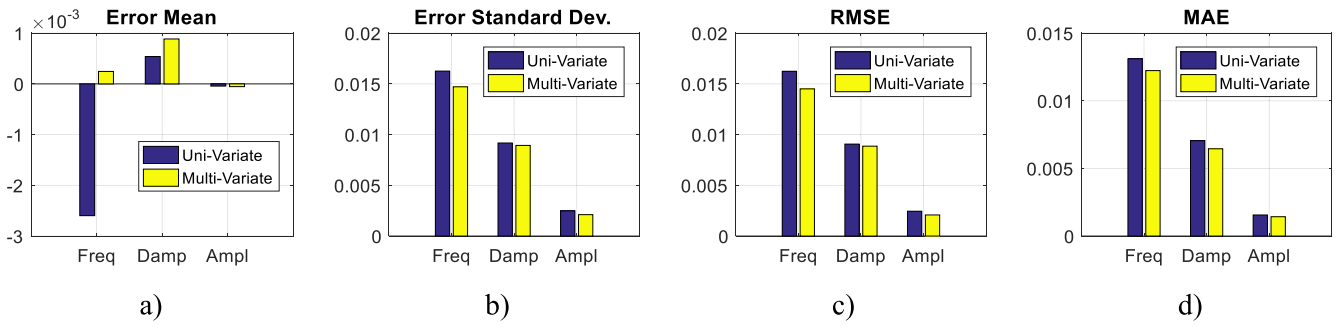 Error Mean
×10-3
1
0
-1
-2
-3
Uni-Variate
Multi-Variate
Freq Damp Ampl
a)
Error Standard Dev.
0.02
0.015
0.01
0.005
0
Uni-Variate
Multi-Variate
Freq Damp Ampl
b)
RMSE
0.02
0.015
0.01
0.005
0
Uni-Variate
Multi-Variate
Freq Damp Ampl
c)
MAE
0.015
0.01
0.005
0
Uni-Variate
Multi-Variate
Freq Damp Ampl
d)